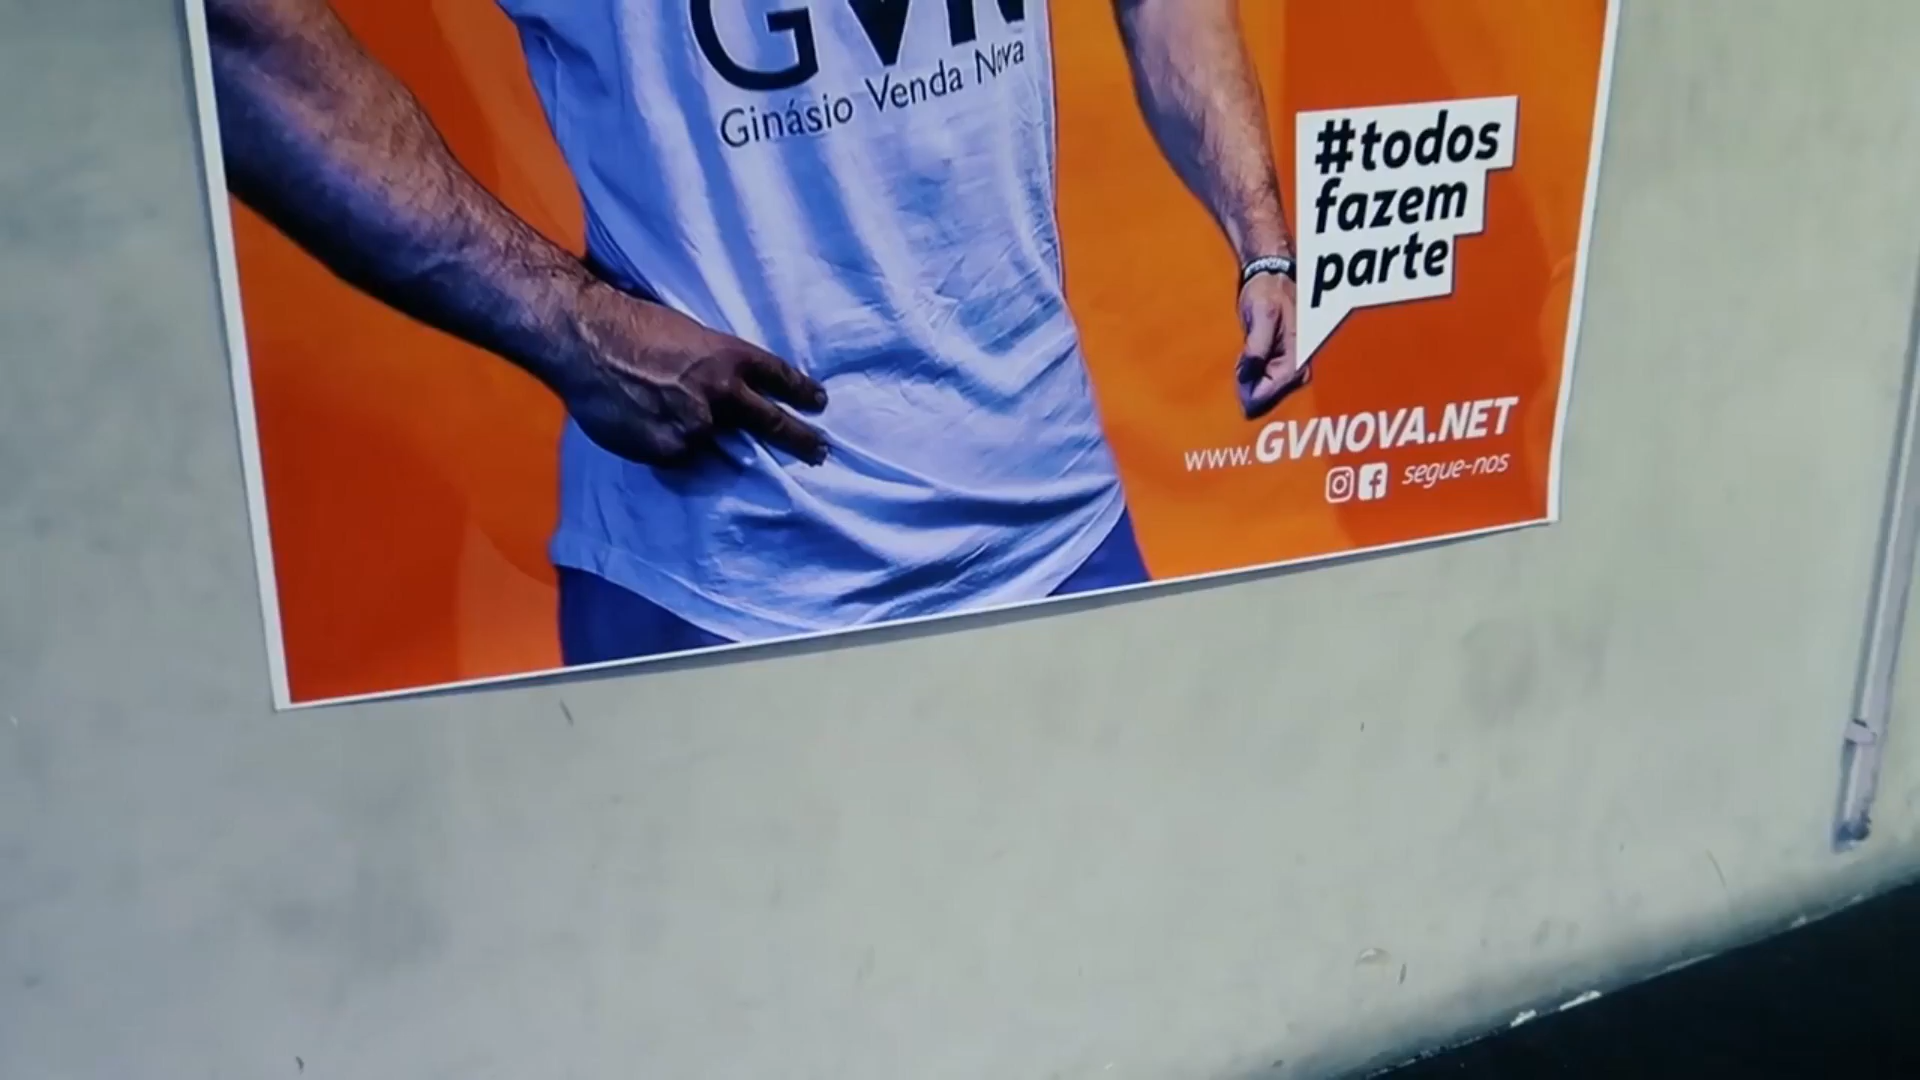 GVN
Ginásio Venda Nova
#todos
fazem
parte
www.GVNOVA.NET
segue-nos